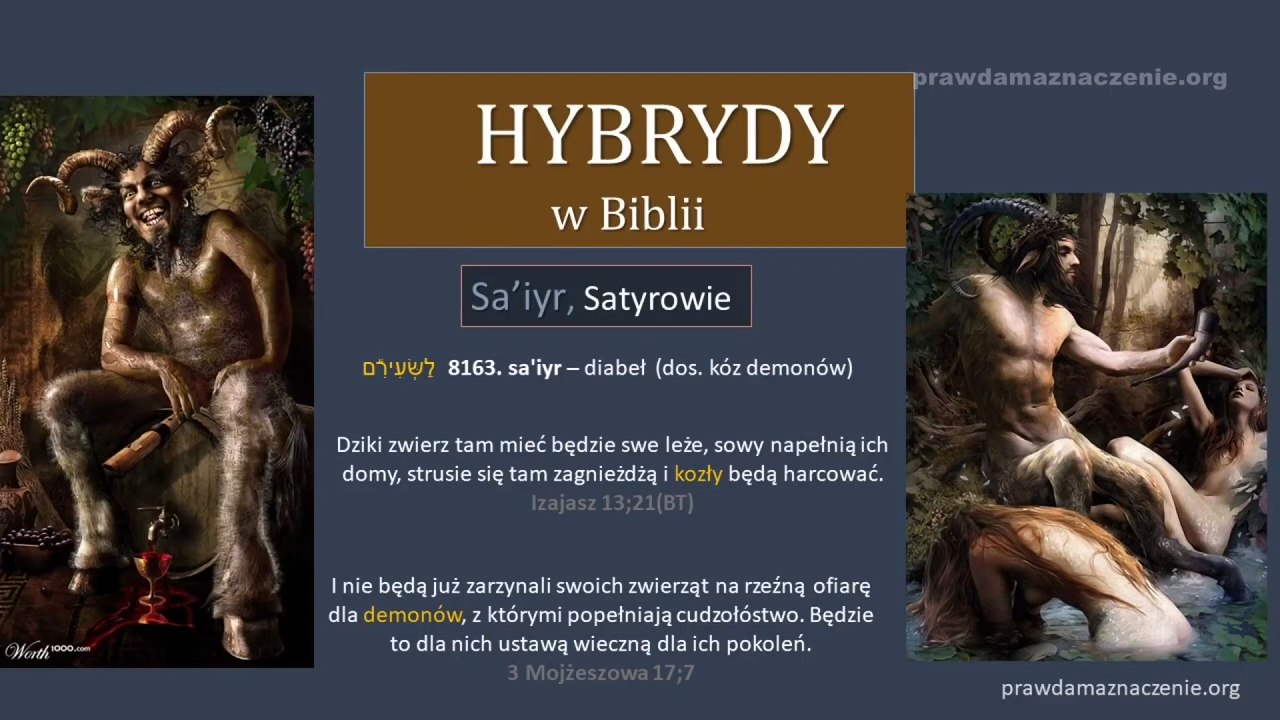 prawdamaznaczenie.org
HYBRYDY
w Biblii
Sa’iyr, Satyrowie
לַשְּׂעִירִ֕ם 8163. sa'iyr – diabeł (dos. kóz demonów)
Dziki zwierz tam mieć będzie swe leże, sowy napełnią ich
domy, strusie się tam zagnieżdżą i kozły będą harcować.
Izajasz 13;21(BT)
I nie będą już zarzynali swoich zwierząt na rzeźną ofiarę
dla demonów, z którymi popełniają cudzołóstwo. Będzie
to dla nich ustawą wieczną dla ich pokoleń.
3 Mojżeszowa 17;7
Worth1000.com
prawdamaznaczenie.org